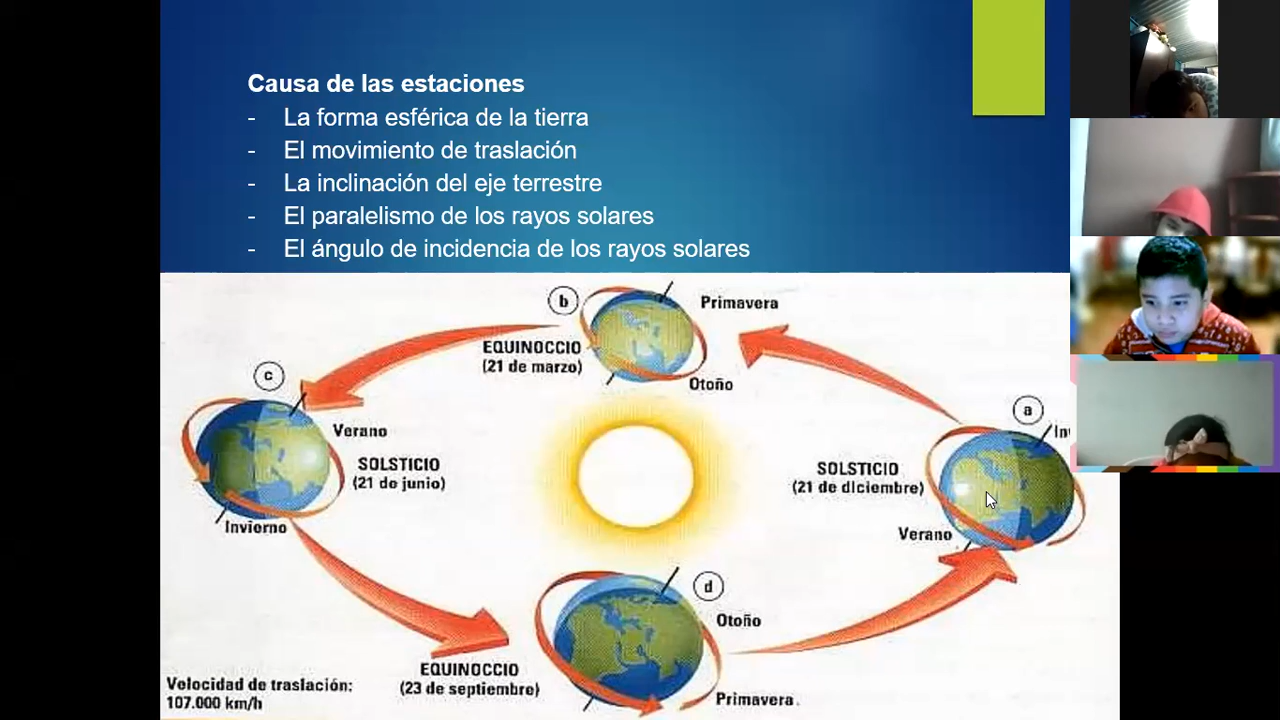 Causa de las estaciones
- La forma esférica de la tierra
- El movimiento de traslación
- La inclinación del eje terrestre
- El paralelismo de los rayos solares
- El ángulo de incidencia de los rayos solares
b
Primavera
EQUINOCCIO
(21 de marzo)
Otoño
c
a
Verano
SOLSTICIO
(21 de junio)
Invierno
SOLSTICIO
(21 de diciembre)
Verano
d
Otoño
EQUINOCCIO
(23 de septiembre)
Primavera.
Velocidad de traslación:
107.000 km/h